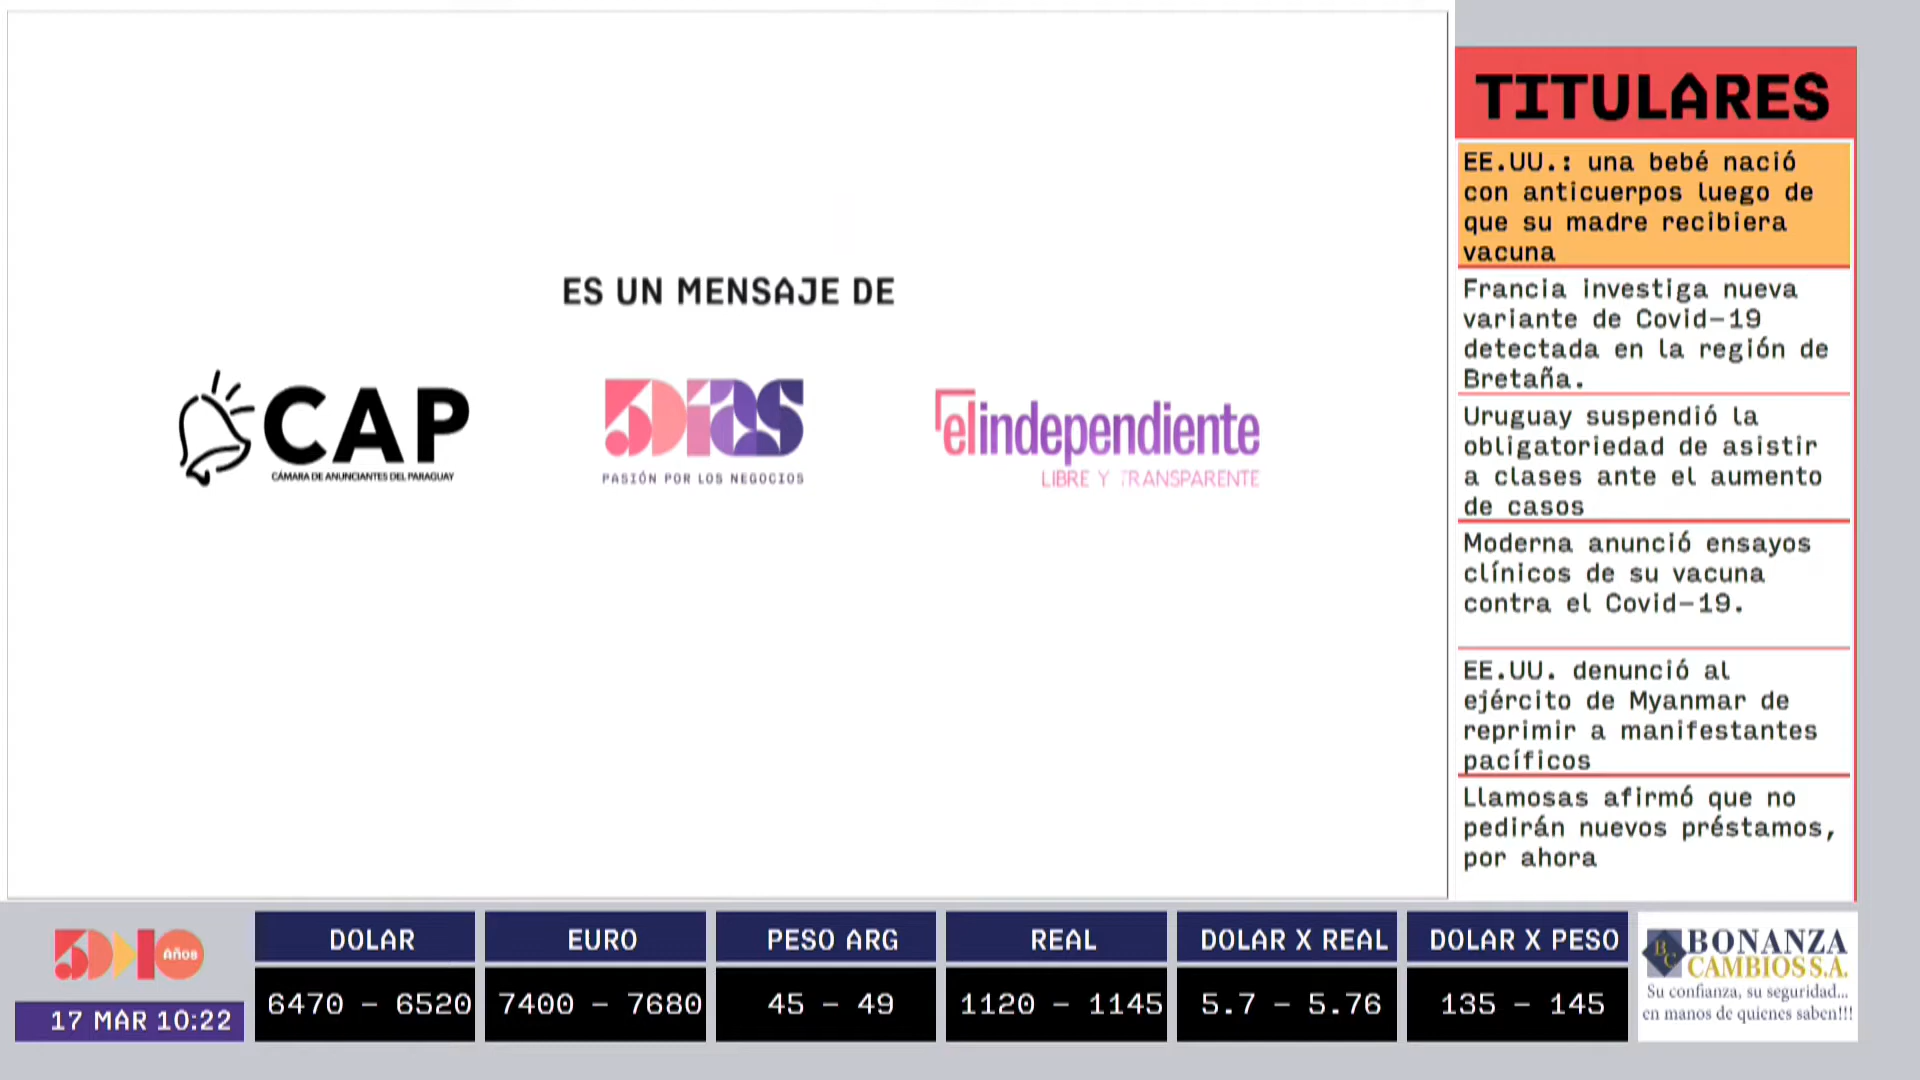 ES UN MENSAJE DE
CAP
CÁMARA DE ANUNCIANTES DEL PARAGUAY
5Días
PASIÓN POR LOS NEGOCIOS
elindependiente
LIBRE Y TRANSPARENTE
TITULARES
EE.UU.: una bebé nació
con anticuerpos luego de
que su madre recibiera
vacuna
Francia investiga nueva
variante de Covid-19
detectada en la región de
Bretaña.
Uruguay suspendió la
obligatoriedad de asistir
a clases ante el aumento
de casos
Moderna anunció ensayos
clínicos de su vacuna
contra el Covid-19.
EE.UU. denunció al
ejército de Myanmar de
reprimir a manifestantes
pacíficos
Llamosas afirmó que no
pedirán nuevos préstamos,
por ahora
5D 10 Años
17 MAR 10:22
DOLAR
6470 - 6520
EURO
7400 - 7680
PESO ARG
45 - 49
REAL
1120 - 1145
DOLAR X REAL
5.7 - 5.76
DOLAR X PESO
135 - 145
BC
BONANZA
CAMBIOS S.A.
Su confianza, su seguridad...
en manos de quienes saben!!!